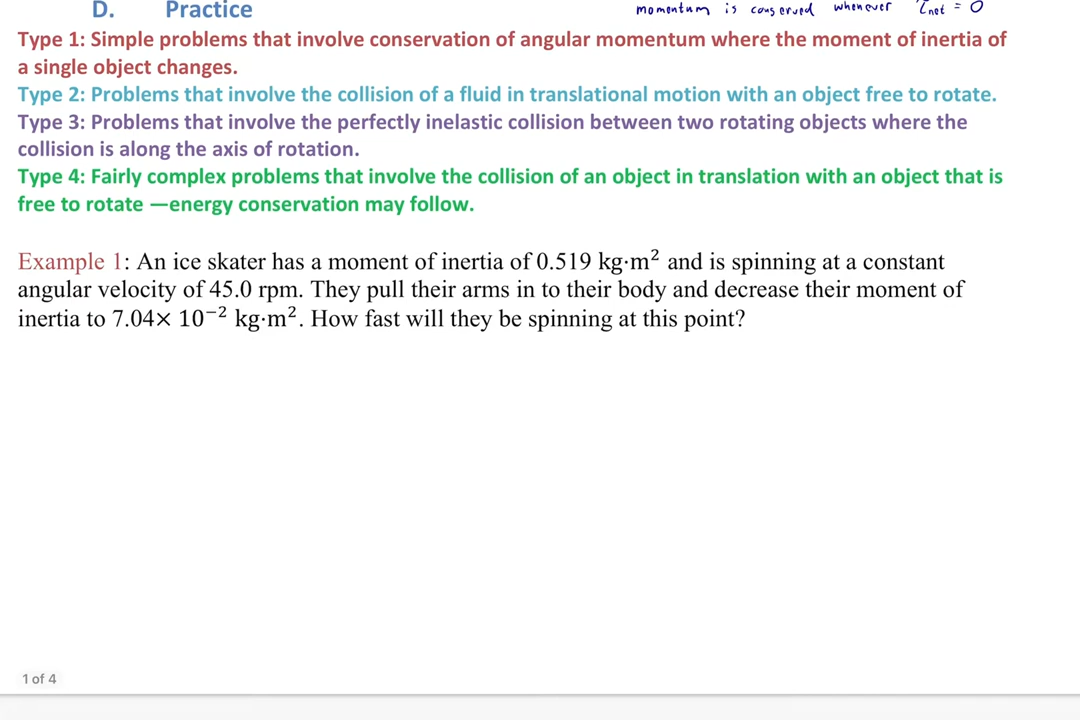 D. Practice
momentum is conserved whenever τnet = 0
Type 1: Simple problems that involve conservation of angular momentum where the moment of inertia of
a single object changes.
Type 2: Problems that involve the collision of a fluid in translational motion with an object free to rotate.
Type 3: Problems that involve the perfectly inelastic collision between two rotating objects where the
collision is along the axis of rotation.
Type 4: Fairly complex problems that involve the collision of an object in translation with an object that is
free to rotate —energy conservation may follow.
Example 1: An ice skater has a moment of inertia of 0.519 kg·m² and is spinning at a constant
angular velocity of 45.0 rpm. They pull their arms in to their body and decrease their moment of
inertia to 7.04× 10⁻² kg·m². How fast will they be spinning at this point?
1 of 4